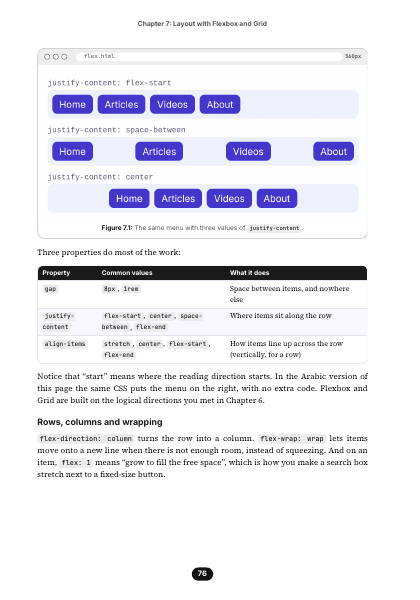 Chapter 7: Layout with Flexbox and Grid
flex.html
560px
justify-content: flex-start
Home Articles Videos About
justify-content: space-between
Home Articles Videos About
justify-content: center
Home Articles Videos About
Figure 7.1: The same menu with three values of justify-content.
Three properties do most of the work:
Property Common values What it does
gap 8px, 1rem Space between items, and nowhere
else
justify- flex-start, center, space- Where items sit along the row
content between, flex-end
align-items stretch, center, flex-start, How items line up across the row
flex-end (vertically, for a row)
Notice that “start” means where the reading direction starts. In the Arabic version of
this page the same CSS puts the menu on the right, with no extra code. Flexbox and
Grid are built on the logical directions you met in Chapter 6.
Rows, columns and wrapping
flex-direction: column turns the row into a column. flex-wrap: wrap lets items
move onto a new line when there is not enough room, instead of squeezing. And on an
item, flex: 1 means “grow to fill the free space”, which is how you make a search box
stretch next to a fixed-size button.
76